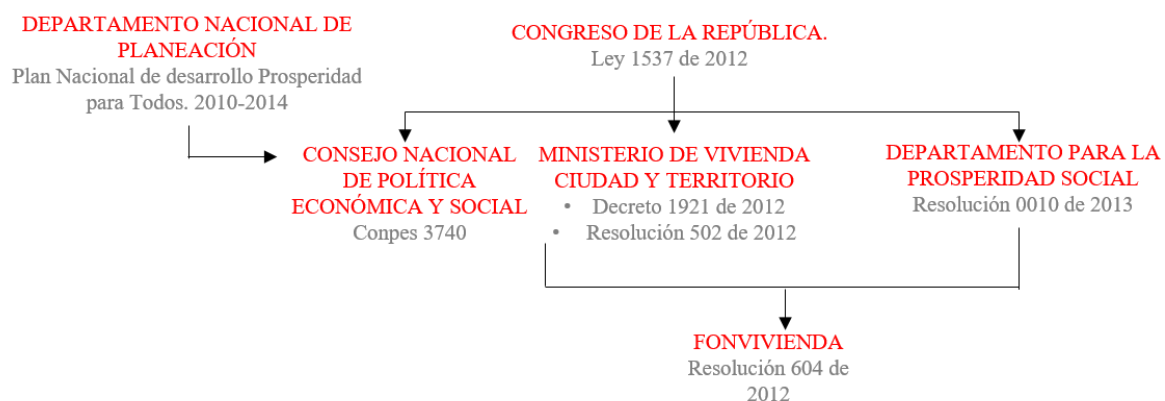 DEPARTAMENTO NACIONAL DE
PLANEACIÓN
Plan Nacional de desarrollo Prosperidad
para Todos. 2010-2014
CONGRESO DE LA REPÚBLICA.
Ley 1537 de 2012
CONSEJO NACIONAL
DE POLÍTICA
ECONÓMICA Y SOCIAL
Conpes 3740
MINISTERIO DE VIVIENDA
CIUDAD Y TERRITORIO
• Decreto 1921 de 2012
• Resolución 502 de 2012
DEPARTAMENTO PARA LA
PROSPERIDAD SOCIAL
Resolución 0010 de 2013
FONVIVIENDA
Resolución 604 de
2012